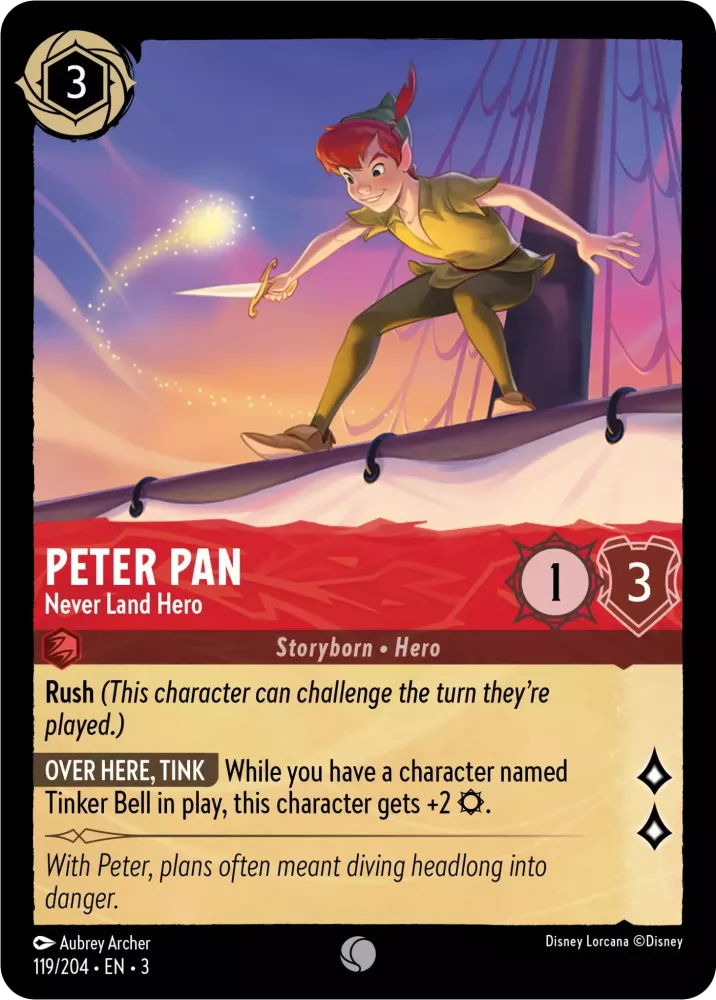 3
PETER PAN
Never Land Hero
1
3
Storyborn • Hero
Rush (This character can challenge the turn they're
played.)
OVER HERE, TINK While you have a character named
Tinker Bell in play, this character gets +2 .
With Peter, plans often meant diving headlong into
danger.
Aubrey Archer
Disney Lorcana ©Disney
119/204 • EN • 3